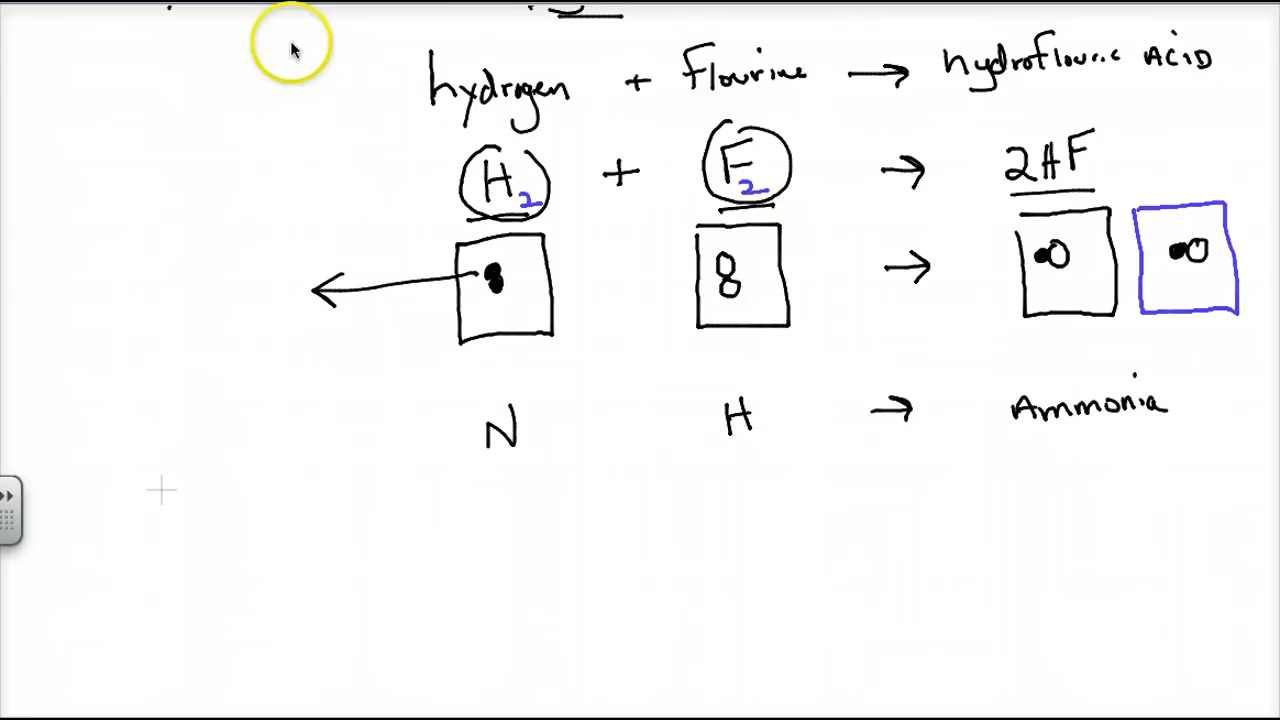 hydrogen + flourine → hydroflouric ACID
H₂ + F₂ → 2HF
→
N H → Ammonia